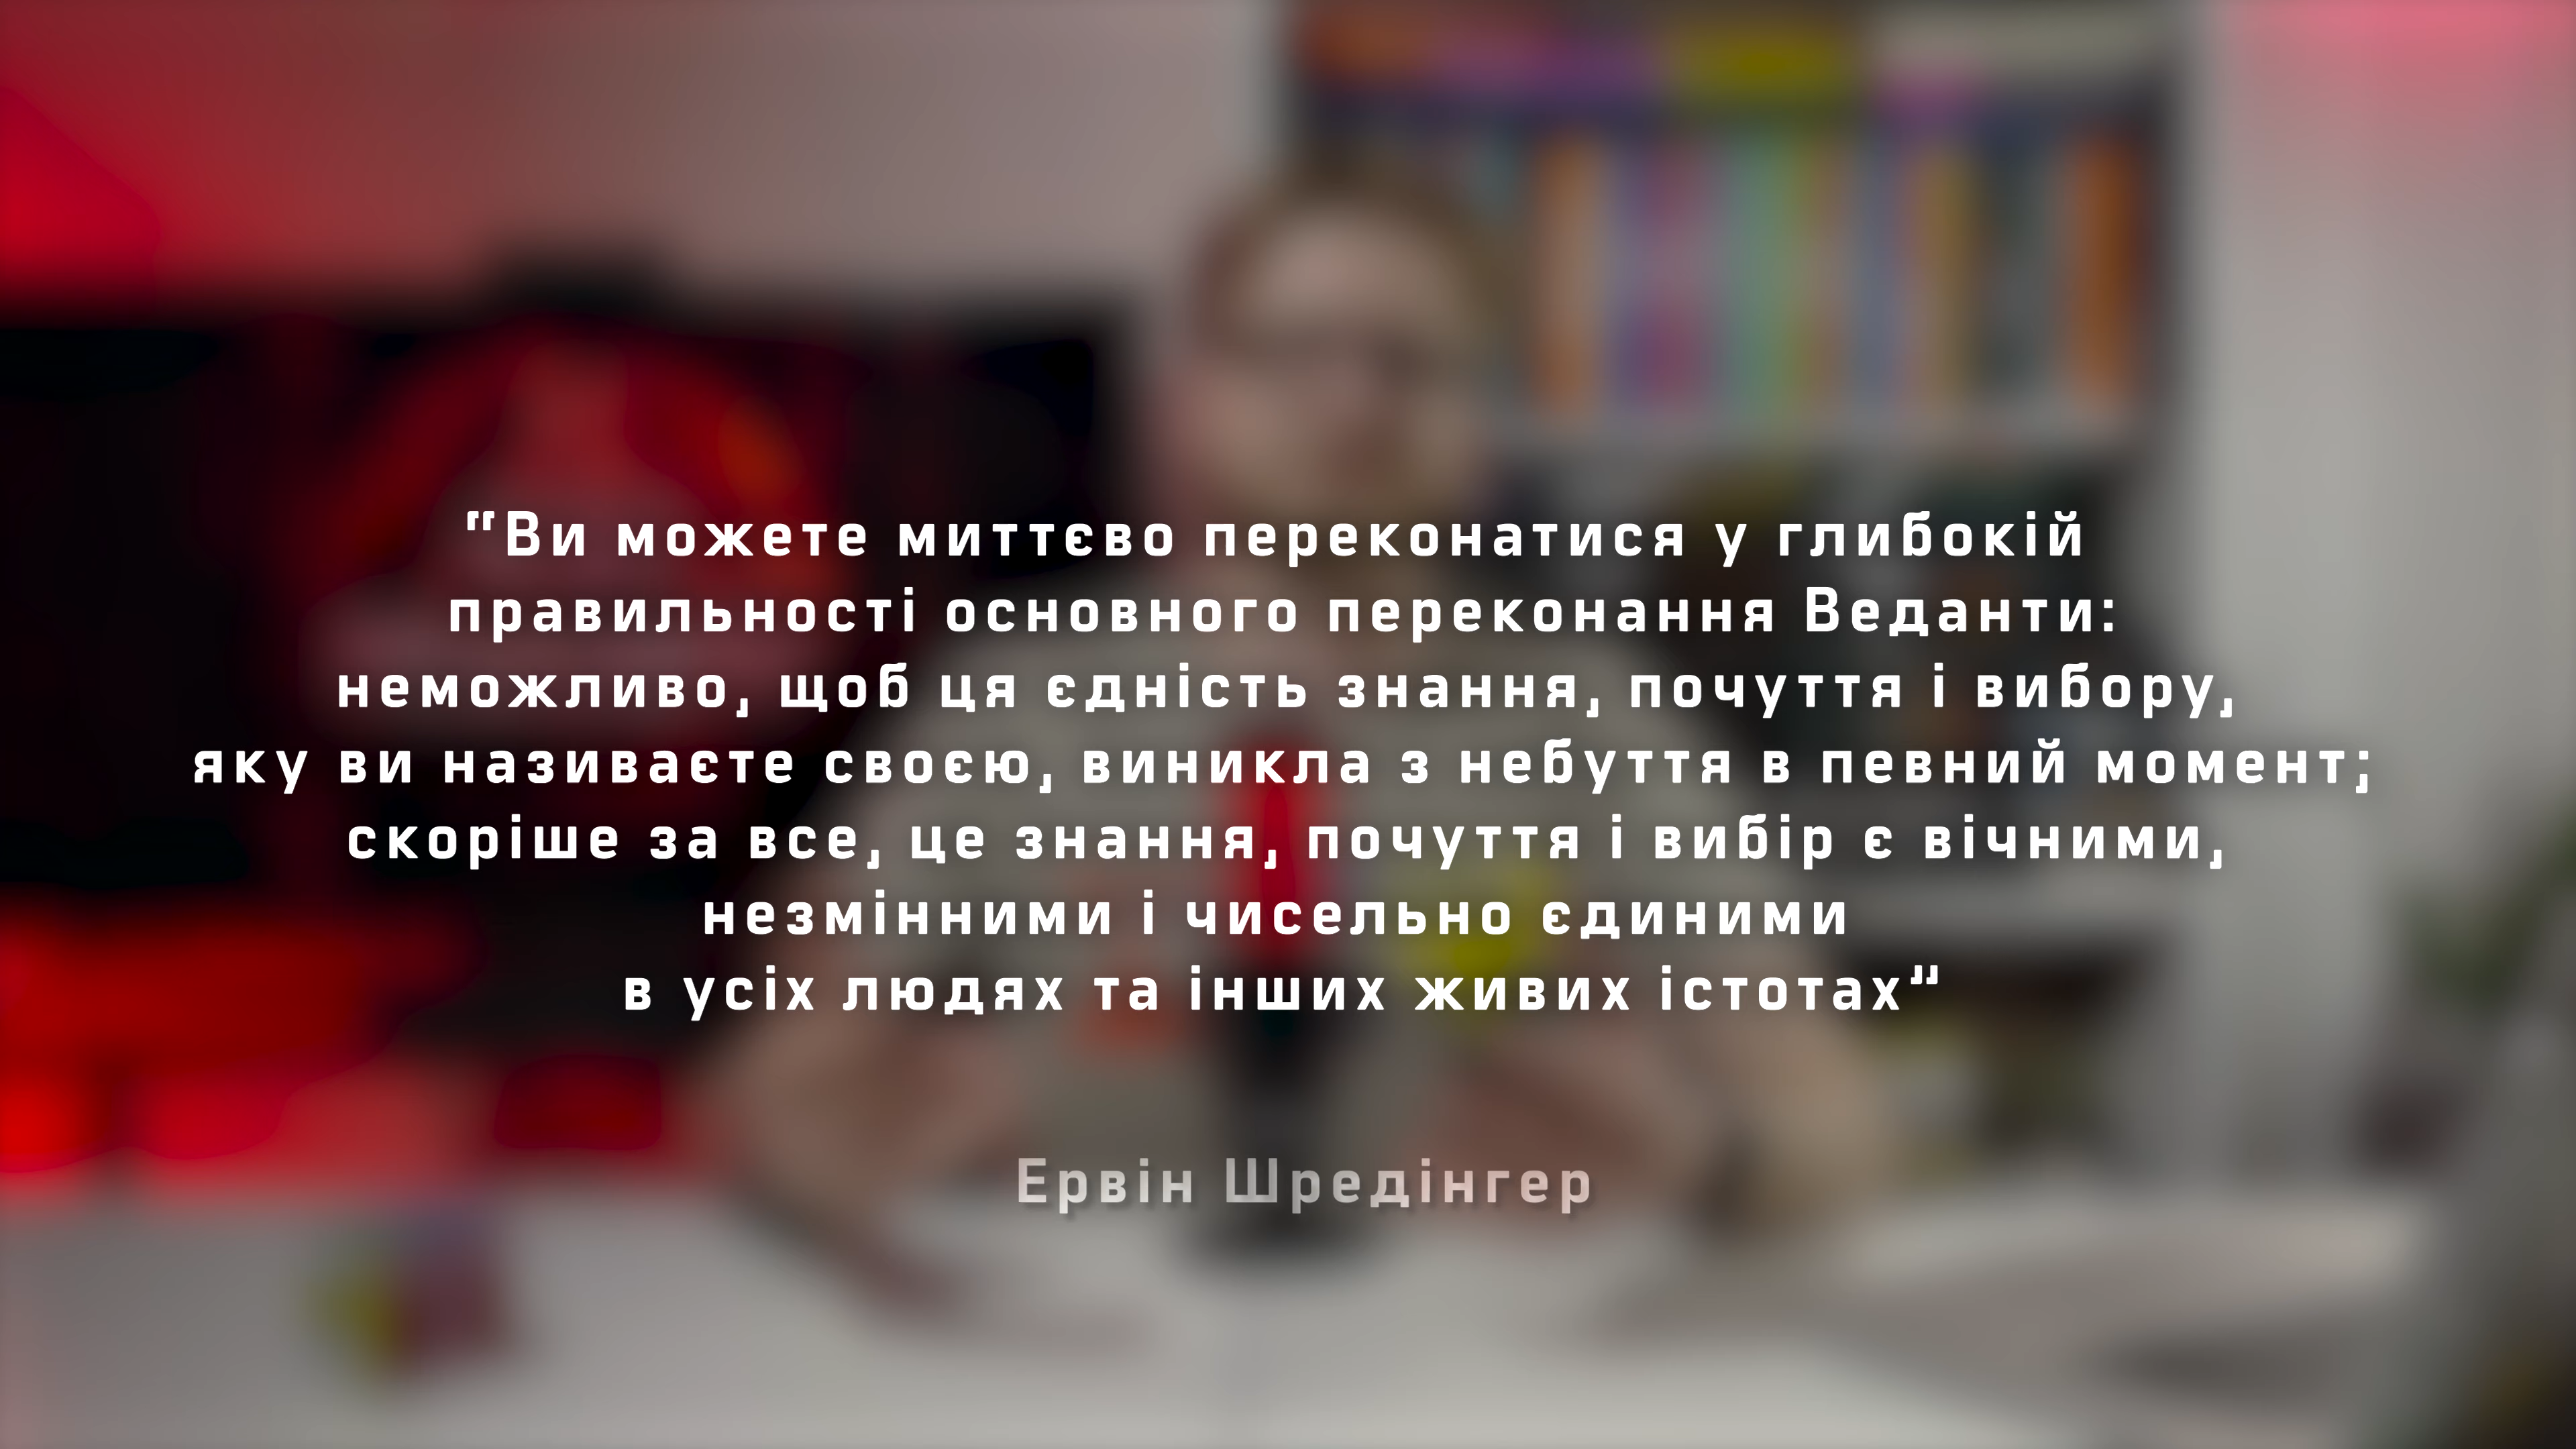 "Ви можете миттєво переконатися у глибокій
правильності основного переконання Веданти:
неможливо, щоб ця єдність знання, почуття і вибору,
яку ви називаєте своєю, виникла з небуття в певний момент;
скоріше за все, це знання, почуття і вибір є вічними,
незмінними і чисельно єдиними
в усіх людях та інших живих істотах"
Ервін Шредінгер